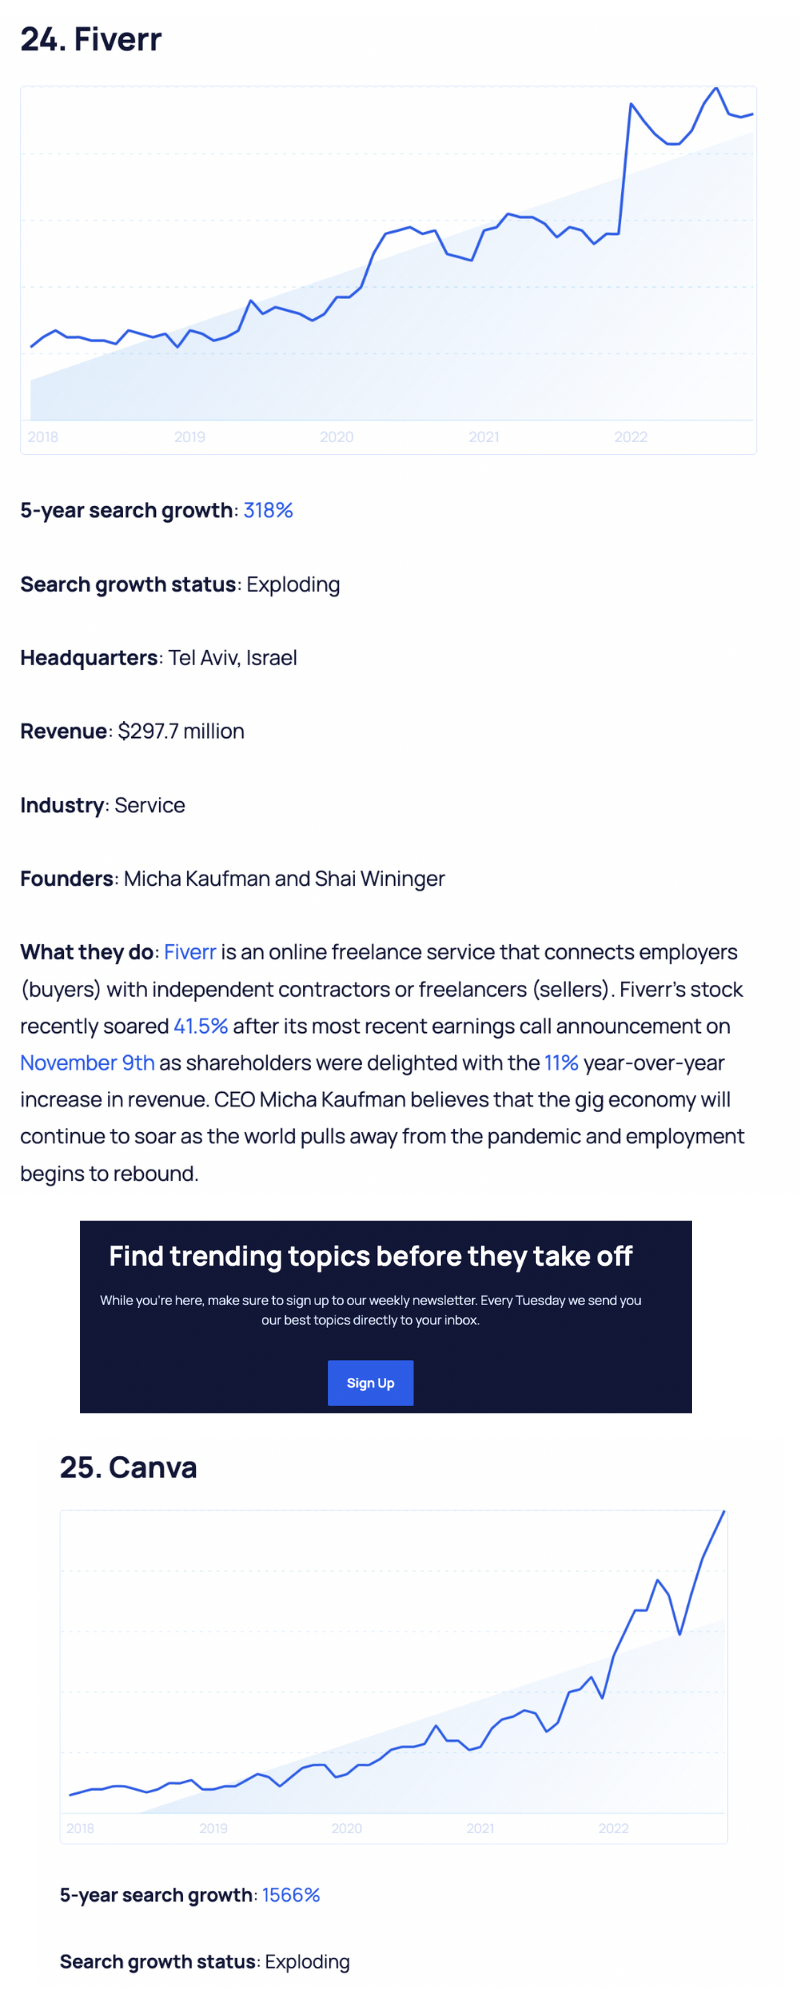 24. Fiverr
2018 2019 2020 2021 2022
5-year search growth: 318%
Search growth status: Exploding
Headquarters: Tel Aviv, Israel
Revenue: $297.7 million
Industry: Service
Founders: Micha Kaufman and Shai Wininger
What they do: Fiverr is an online freelance service that connects employers
(buyers) with independent contractors or freelancers (sellers). Fiverr's stock
recently soared 41.5% after its most recent earnings call announcement on
November 9th as shareholders were delighted with the 11% year-over-year
increase in revenue. CEO Micha Kaufman believes that the gig economy will
continue to soar as the world pulls away from the pandemic and employment
begins to rebound.
Find trending topics before they take off
While you're here, make sure to sign up to our weekly newsletter. Every Tuesday we send you
our best topics directly to your inbox.
Sign Up
25. Canva
2018 2019 2020 2021 2022
5-year search growth: 1566%
Search growth status: Exploding